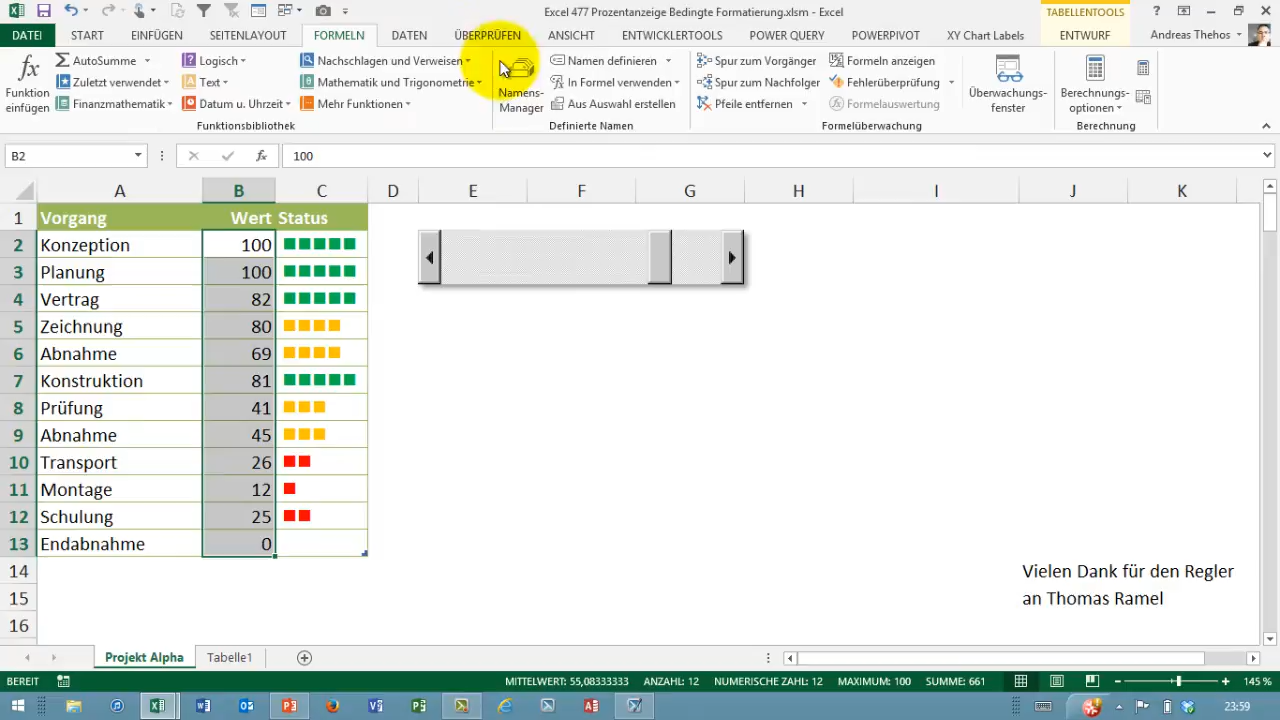 Excel 477 Prozentanzeige Bedingte Formatierung.xlsm - Excel
TABELLENTOOLS
DATEI START EINFÜGEN SEITENLAYOUT FORMELN DATEN ÜBERPRÜFEN ANSICHT ENTWICKLERTOOLS POWER QUERY POWERPIVOT XY Chart Labels ENTWURF Andreas Thehos
AutoSumme Logisch Nachschlagen und Verweisen Namen definieren Spur zum Vorgänger Formeln anzeigen
Zuletzt verwendet Text Mathematik und Trigonometrie In Formel verwenden Spur zum Nachfolger Fehlerüberprüfung
Finanzmathematik Datum u. Uhrzeit Mehr Funktionen Aus Auswahl erstellen Pfeile entfernen Formelauswertung
Funktion einfügen
Namens-Manager
Überwachungs-fenster
Berechnungs-optionen
Funktionsbibliothek Definierte Namen Formelüberwachung Berechnung
B2 fx 100
A B C D E F G H I J K
1 Vorgang Wert Status
2 Konzeption 100
3 Planung 100
4 Vertrag 82
5 Zeichnung 80
6 Abnahme 69
7 Konstruktion 81
8 Prüfung 41
9 Abnahme 45
10 Transport 26
11 Montage 12
12 Schulung 25
13 Endabnahme 0
14 Vielen Dank für den Regler
15 an Thomas Ramel
16
Projekt Alpha Tabelle1
BEREIT MITTELWERT: 55,08333333 ANZAHL: 12 NUMERISCHE ZAHL: 12 MAXIMUM: 100 SUMME: 661 145 %
23:59